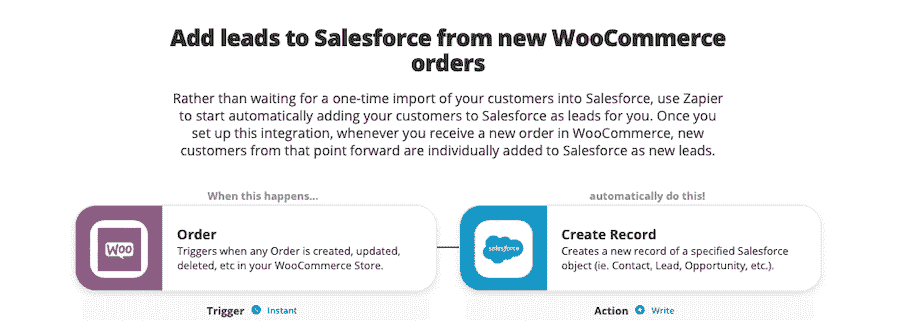 Add leads to Salesforce from new WooCommerce
orders
Rather than waiting for a one-time import of your customers into Salesforce, use Zapier
to start automatically adding your customers to Salesforce as leads for you. Once you
set up this integration, whenever you receive a new order in WooCommerce, new
customers from that point forward are individually added to Salesforce as new leads.
When this happens...
automatically do this!
Woo
Order
Triggers when any Order is created, updated,
deleted, etc in your WooCommerce Store.
salesforce
Create Record
Creates a new record of a specified Salesforce
object (ie. Contact, Lead, Opportunity, etc.).
Trigger Instant
Action Write